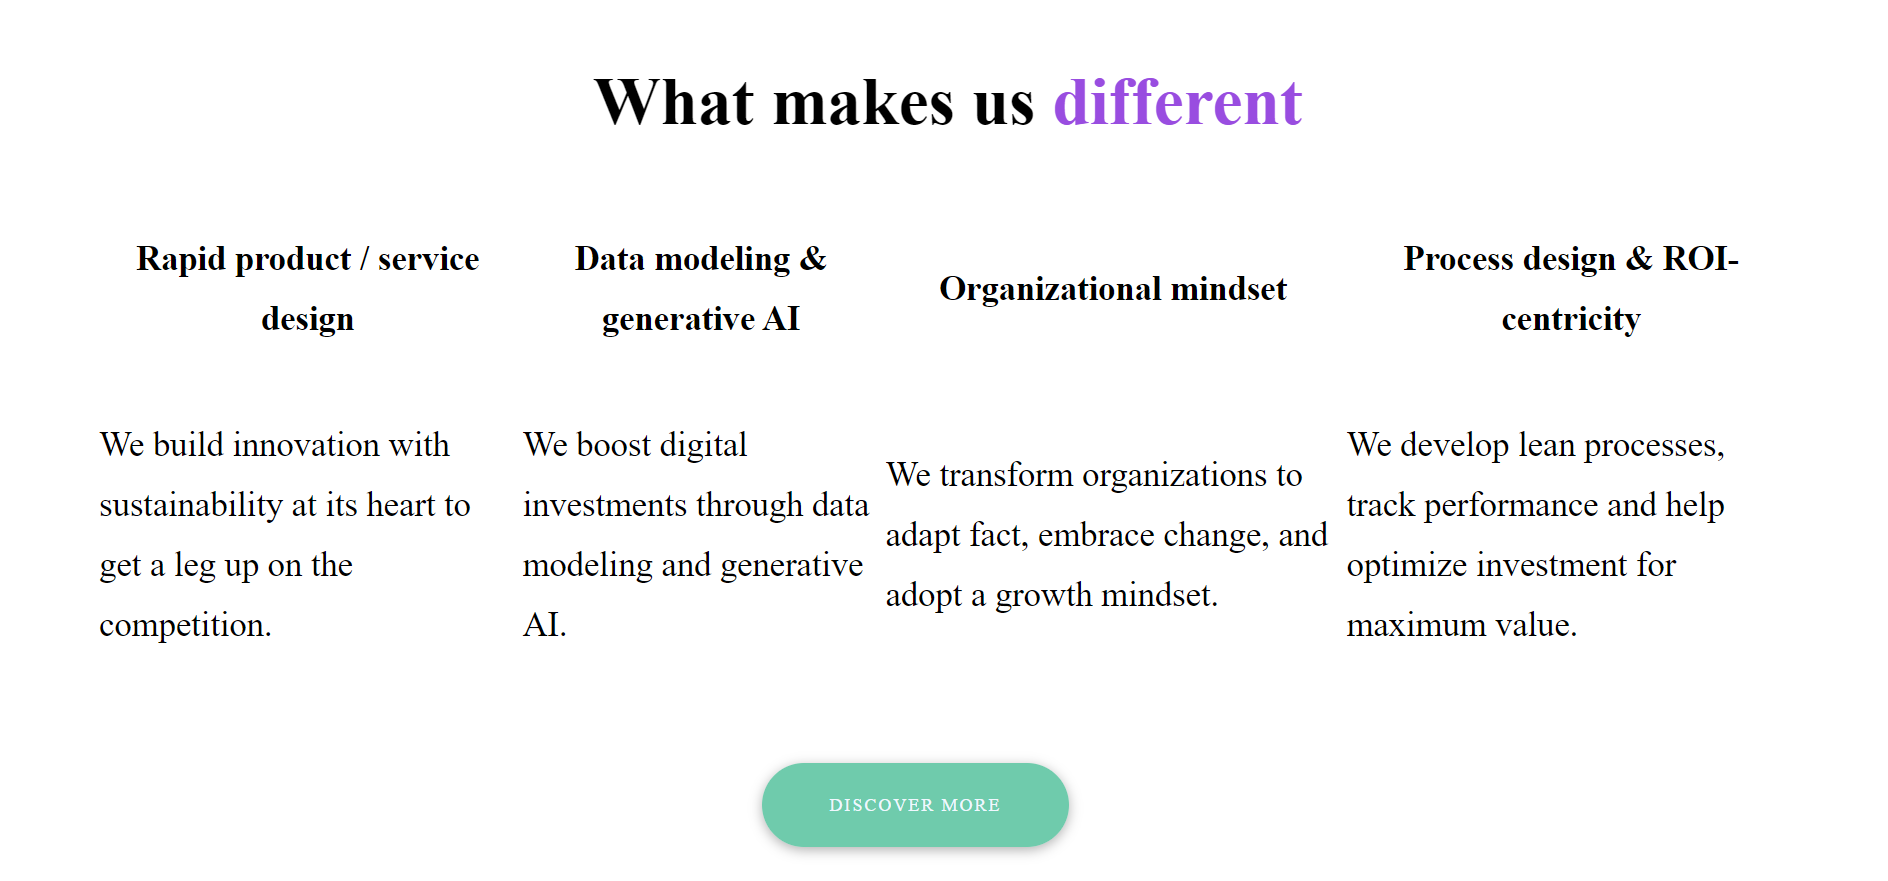 What makes us different
Rapid product / service
design
Data modeling &
generative AI
Organizational mindset
Process design & ROI-
centricity
We build innovation with
sustainability at its heart to
get a leg up on the
competition.
We boost digital
investments through data
modeling and generative
AI.
We transform organizations to
adapt fact, embrace change, and
adopt a growth mindset.
We develop lean processes,
track performance and help
optimize investment for
maximum value.
DISCOVER MORE